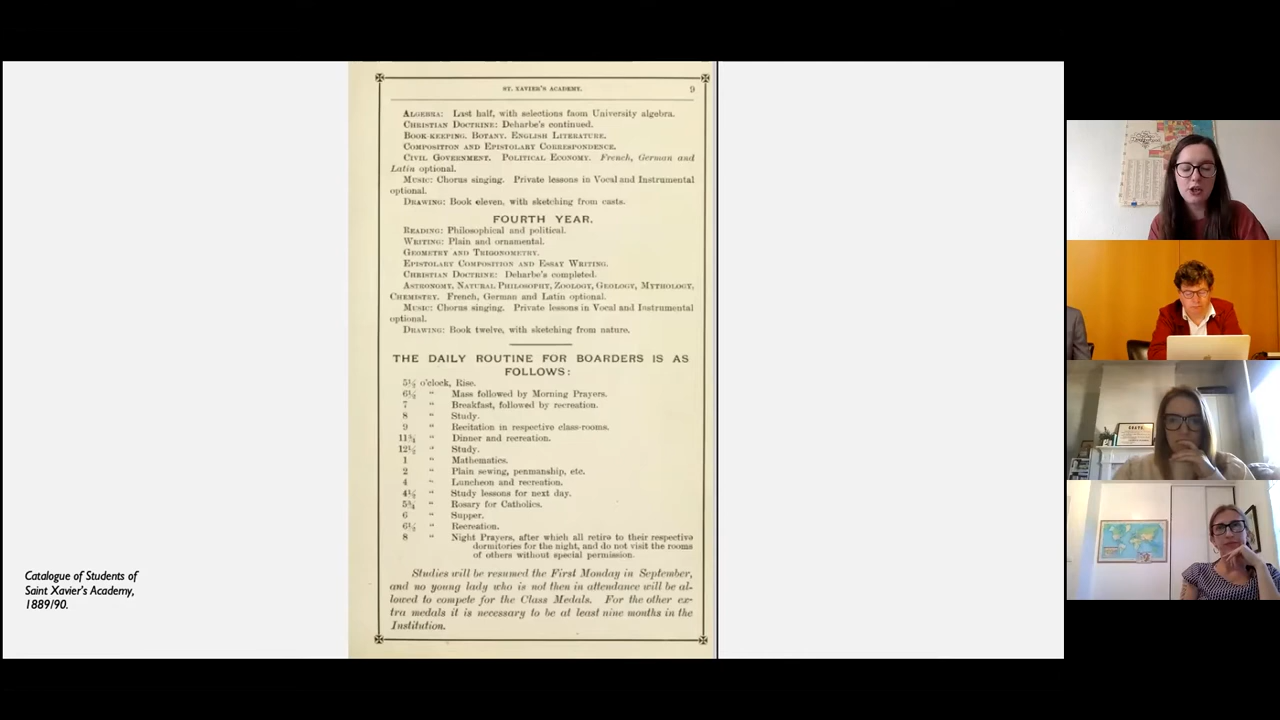 ST. XAVIER'S ACADEMY. 9
ALGEBRA: Last half, with selections faom University algebra.
CHRISTIAN DOCTRINE: Deharbe's continued.
BOOK-KEEPING. BOTANY. ENGLISH LITERATURE.
COMPOSITION AND EPISTOLARY CORRESPONDENCE.
CIVIL GOVERNMENT. POLITICAL ECONOMY. French, German and
Latin optional.
MUSIC: Chorus singing. Private lessons in Vocal and Instrumental
optional.
DRAWING: Book eleven, with sketching from casts.
FOURTH YEAR.
READING: Philosophical and political.
WRITING: Plain and ornamental.
GEOMETRY AND TRIGONOMETRY.
EPISTOLARY COMPOSITION AND ESSAY WRITING.
CHRISTIAN DOCTRINE: Deharbe's completed.
ASTRONOMY, NATURAL PHILOSOPHY, ZOOLOGY, GEOLOGY, MYTHOLOGY,
CHEMISTRY. French, German and Latin optional.
MUSIC: Chorus singing. Private lessons in Vocal and Instrumental
optional.
DRAWING: Book twelve, with sketching from nature.
THE DAILY ROUTINE FOR BOARDERS IS AS
FOLLOWS:
5½ o'clock, Rise.
6½ " Mass followed by Morning Prayers.
7 " Breakfast, followed by recreation.
8 " Study.
9 " Recitation in respective class-rooms.
11¾ " Dinner and recreation.
12½ " Study.
1 " Mathematics.
2 " Plain sewing, penmanship, etc.
4 " Luncheon and recreation.
4½ " Study lessons for next day.
5¾ " Rosary for Catholics.
6 " Supper.
6½ " Recreation.
8 " Night Prayers, after which all retire to their respective
dormitories for the night, and do not visit the rooms
of others without special permission.
Studies will be resumed the First Monday in September,
and no young lady who is not then in attendance will be al-
lowed to compete for the Class Medals. For the other ex-
tra medals it is necessary to be at least nine months in the
Institution.
Catalogue of Students of
Saint Xavier's Academy,
1889/90.